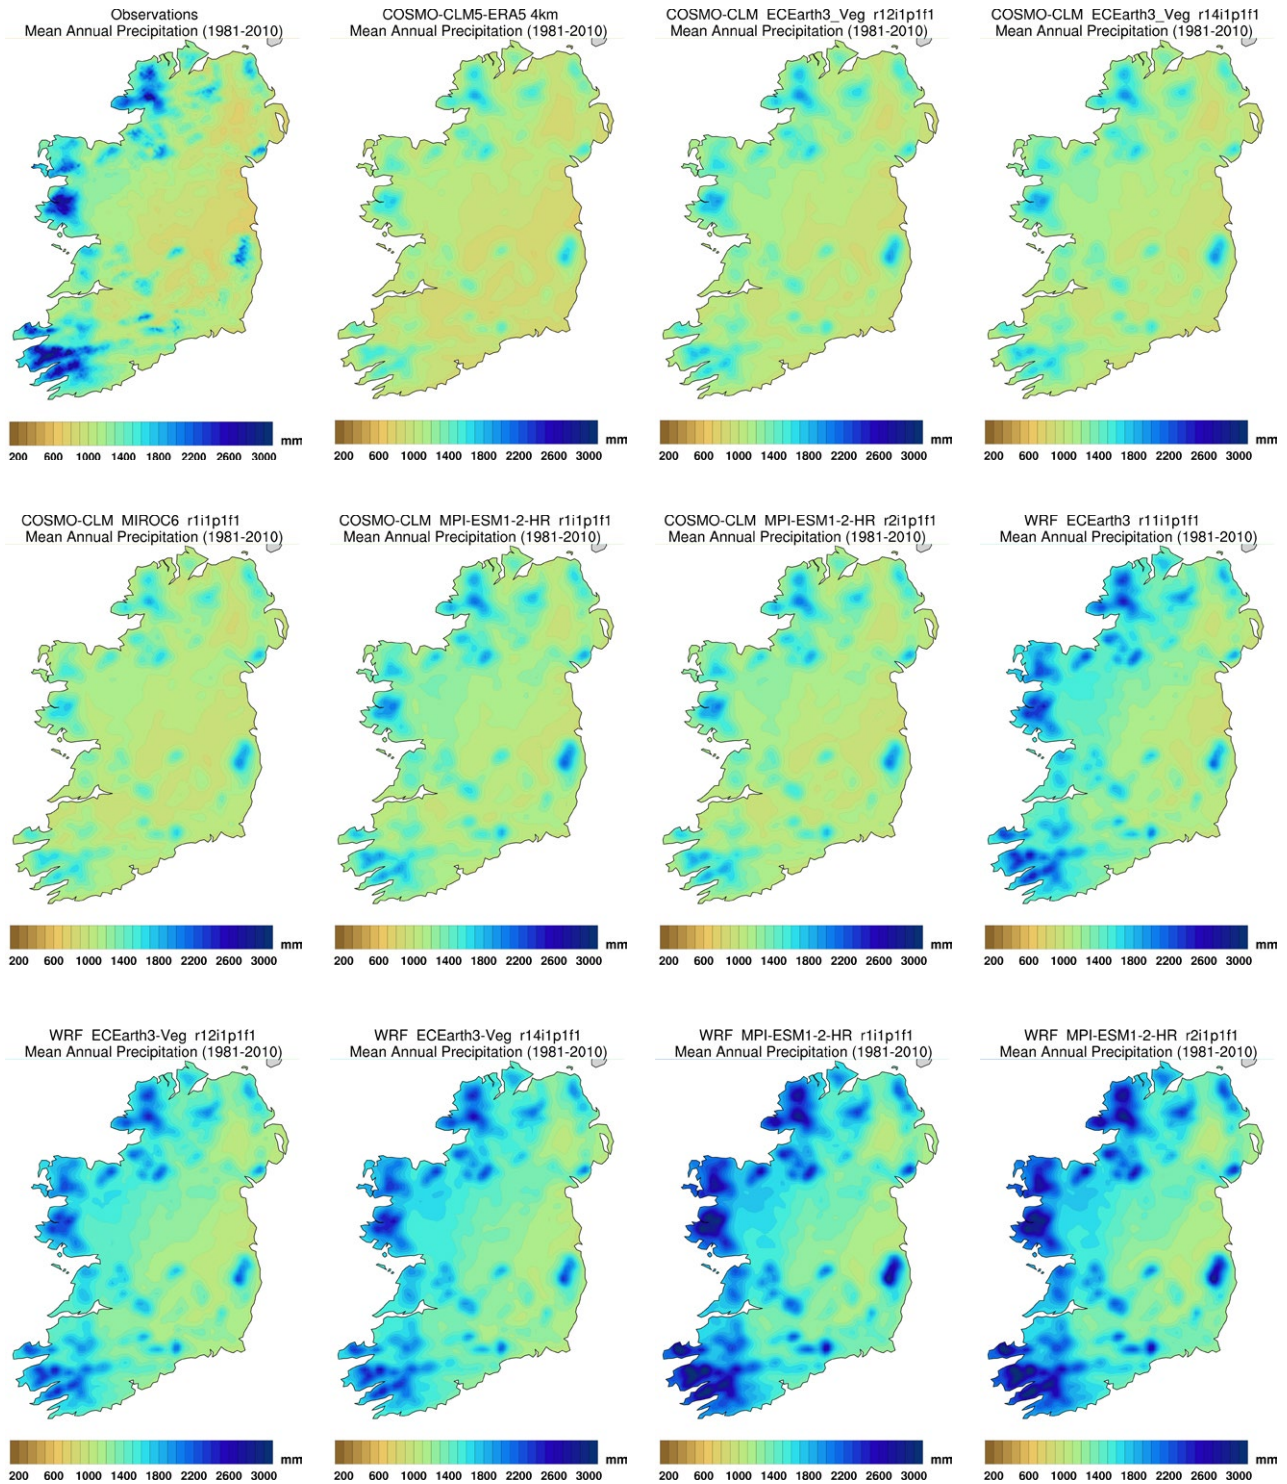 Observations
Mean Annual Precipitation (1981-2010)
COSMO-CLM5-ERA5 4km
Mean Annual Precipitation (1981-2010)
COSMO-CLM ECEarth3_Veg r12i1p1f1
Mean Annual Precipitation (1981-2010)
COSMO-CLM ECEarth3_Veg r14i1p1f1
Mean Annual Precipitation (1981-2010)
mm
200 600 1000 1400 1800 2200 2600 3000
mm
200 600 1000 1400 1800 2200 2600 3000
mm
200 600 1000 1400 1800 2200 2600 3000
mm
200 600 1000 1400 1800 2200 2600 3000
COSMO-CLM MIROC6 r1i1p1f1
Mean Annual Precipitation (1981-2010)
COSMO-CLM MPI-ESM1-2-HR r1i1p1f1
Mean Annual Precipitation (1981-2010)
COSMO-CLM MPI-ESM1-2-HR r2i1p1f1
Mean Annual Precipitation (1981-2010)
WRF ECEarth3 r11i1p1f1
Mean Annual Precipitation (1981-2010)
mm
200 600 1000 1400 1800 2200 2600 3000
mm
200 600 1000 1400 1800 2200 2600 3000
mm
200 600 1000 1400 1800 2200 2600 3000
mm
200 600 1000 1400 1800 2200 2600 3000
WRF ECEarth3-Veg r12i1p1f1
Mean Annual Precipitation (1981-2010)
WRF ECEarth3-Veg r14i1p1f1
Mean Annual Precipitation (1981-2010)
WRF MPI-ESM1-2-HR r1i1p1f1
Mean Annual Precipitation (1981-2010)
WRF MPI-ESM1-2-HR r2i1p1f1
Mean Annual Precipitation (1981-2010)
mm
200 600 1000 1400 1800 2200 2600 3000
mm
200 600 1000 1400 1800 2200 2600 3000
mm
200 600 1000 1400 1800 2200 2600 3000
mm
200 600 1000 1400 1800 2200 2600 3000